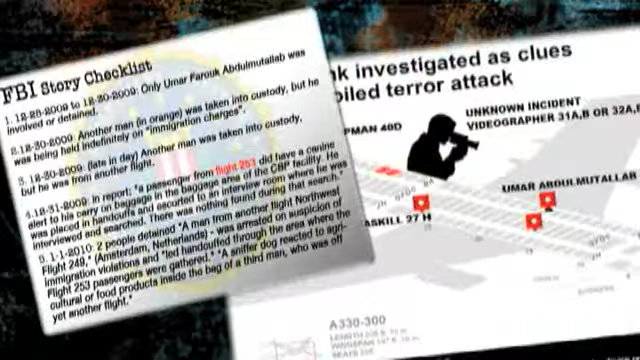 FBI Story Checklist
1. 12-26-2009 to 12-30-2009: Only Umar Farouk Abdulmutallab was
involved or detained.
2. 12-30-2009: Another man (in orange) was taken into custody, but he
was being held indefinitely on "immigration charges".
3. 12-30-2009: (late in day) Another man was taken into custody,
but he was from another flight.
4. 12-31-2009: In report: "a passenger from flight 253 did have a canine
alert to his carry on baggage in the baggage area of the CBP facility. He
was placed in handcuffs and escorted to an interview room where he was
interviewed and searched. There was nothing found during that search."
5. 1-1-2010: 2 people detained "A man from another flight Northwest
Flight 249," (Amsterdam, Netherlands) - was arrested on suspicion of
Immigration violations and "led handcuffed through the area where the
Flight 253 passengers were gathered." "A sniffer dog reacted to agri-
cultural or food products inside the bag of a third man, who was off
yet another flight."
nk investigated as clues
oiled terror attack
UNKNOWN INCIDENT
VIDEOGRAPHER 31A,B OR 32A,
PMAN 40D
UMAR ABDULMUTALLAB
ASKILL 27 H
A330-300